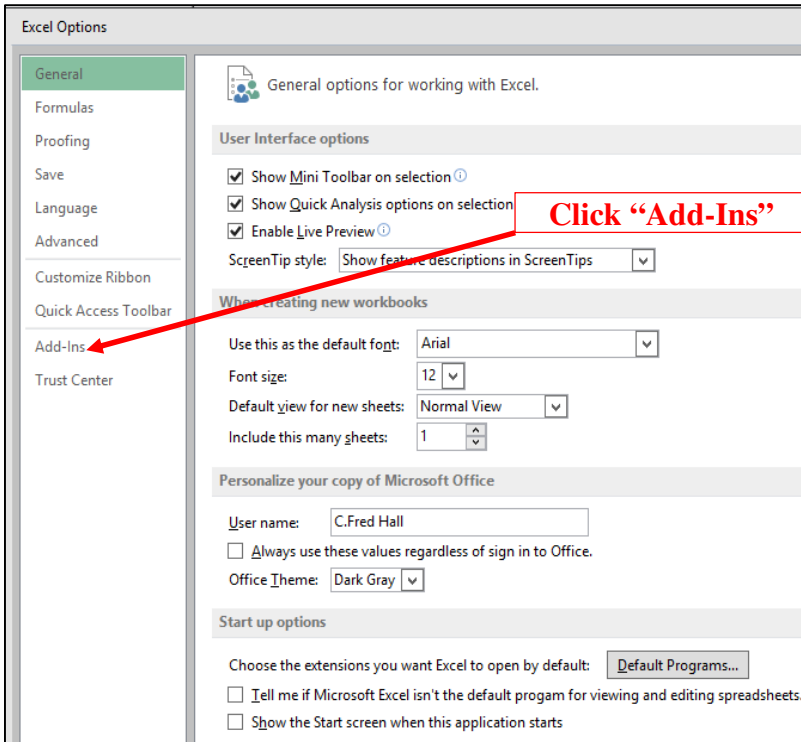 Excel Options
General
Formulas
Proofing
Save
Language
Advanced
Customize Ribbon
Quick Access Toolbar
Add-Ins
Trust Center
General options for working with Excel.
User Interface options
Show Mini Toolbar on selection
Show Quick Analysis options on selection
Click “Add-Ins”
Enable Live Preview
ScreenTip style: Show feature descriptions in ScreenTips
When creating new workbooks
Use this as the default font: Arial
Font size: 12
Default view for new sheets: Normal View
Include this many sheets: 1
Personalize your copy of Microsoft Office
User name: C.Fred Hall
Always use these values regardless of sign in to Office.
Office Theme: Dark Gray
Start up options
Choose the extensions you want Excel to open by default: Default Programs...
Tell me if Microsoft Excel isn't the default progam for viewing and editing spreadsheets.
Show the Start screen when this application starts